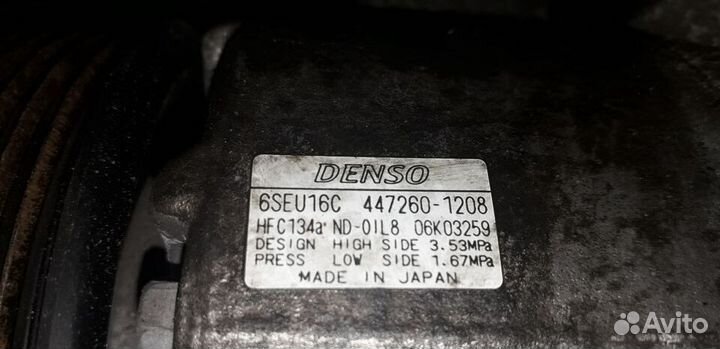 DENSO
6SEU16C 447260-1208
HFC134a ND-OIL8 06K03259
DESIGN HIGH SIDE 3.53MPa
PRESS LOW SIDE 1.67MPa
MADE IN JAPAN
Avito